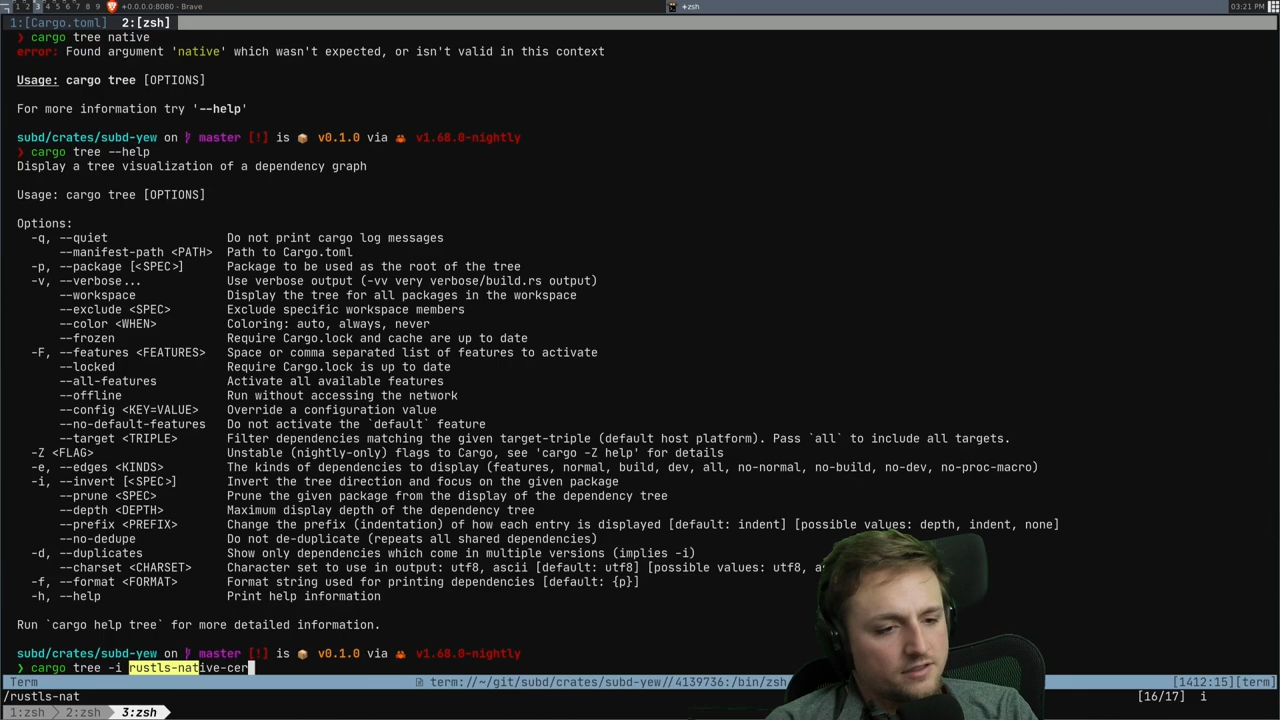 1 2 3 4 5 6 7 8 9 +0.0.0.0:8080 - Brave +zsh 03:21 PM
1:[Cargo.toml] 2:[zsh]
❯ cargo tree native
error: Found argument 'native' which wasn't expected, or isn't valid in this context
Usage: cargo tree [OPTIONS]
For more information try '--help'
subd/crates/subd-yew on master [!] is v0.1.0 via v1.68.0-nightly
❯ cargo tree --help
Display a tree visualization of a dependency graph
Usage: cargo tree [OPTIONS]
Options:
-q, --quiet Do not print cargo log messages
--manifest-path <PATH> Path to Cargo.toml
-p, --package [<SPEC>] Package to be used as the root of the tree
-v, --verbose... Use verbose output (-vv very verbose/build.rs output)
--workspace Display the tree for all packages in the workspace
--exclude <SPEC> Exclude specific workspace members
--color <WHEN> Coloring: auto, always, never
--frozen Require Cargo.lock and cache are up to date
-F, --features <FEATURES> Space or comma separated list of features to activate
--locked Require Cargo.lock is up to date
--all-features Activate all available features
--offline Run without accessing the network
--config <KEY=VALUE> Override a configuration value
--no-default-features Do not activate the `default` feature
--target <TRIPLE> Filter dependencies matching the given target-triple (default host platform). Pass `all` to include all targets.
-Z <FLAG> Unstable (nightly-only) flags to Cargo, see 'cargo -Z help' for details
-e, --edges <KINDS> The kinds of dependencies to display (features, normal, build, dev, all, no-normal, no-build, no-dev, no-proc-macro)
-i, --invert [<SPEC>] Invert the tree direction and focus on the given package
--prune <SPEC> Prune the given package from the display of the dependency tree
--depth <DEPTH> Maximum display depth of the dependency tree
--prefix <PREFIX> Change the prefix (indentation) of how each entry is displayed [default: indent] [possible values: depth, indent, none]
--no-dedupe Do not de-duplicate (repeats all shared dependencies)
-d, --duplicates Show only dependencies which come in multiple versions (implies -i)
--charset <CHARSET> Character set to use in output: utf8, ascii [default: utf8] [possible values: utf8, a
-f, --format <FORMAT> Format string used for printing dependencies [default: {p}]
-h, --help Print help information
Run `cargo help tree` for more detailed information.
subd/crates/subd-yew on master [!] is v0.1.0 via v1.68.0-nightly
❯ cargo tree -i rustls-native-cer
Term term://~/git/subd/crates/subd-yew//4139736:/bin/zsh [1412:15][term]
/rustls-nat [16/17] i
1:zsh 2:zsh 3:zsh